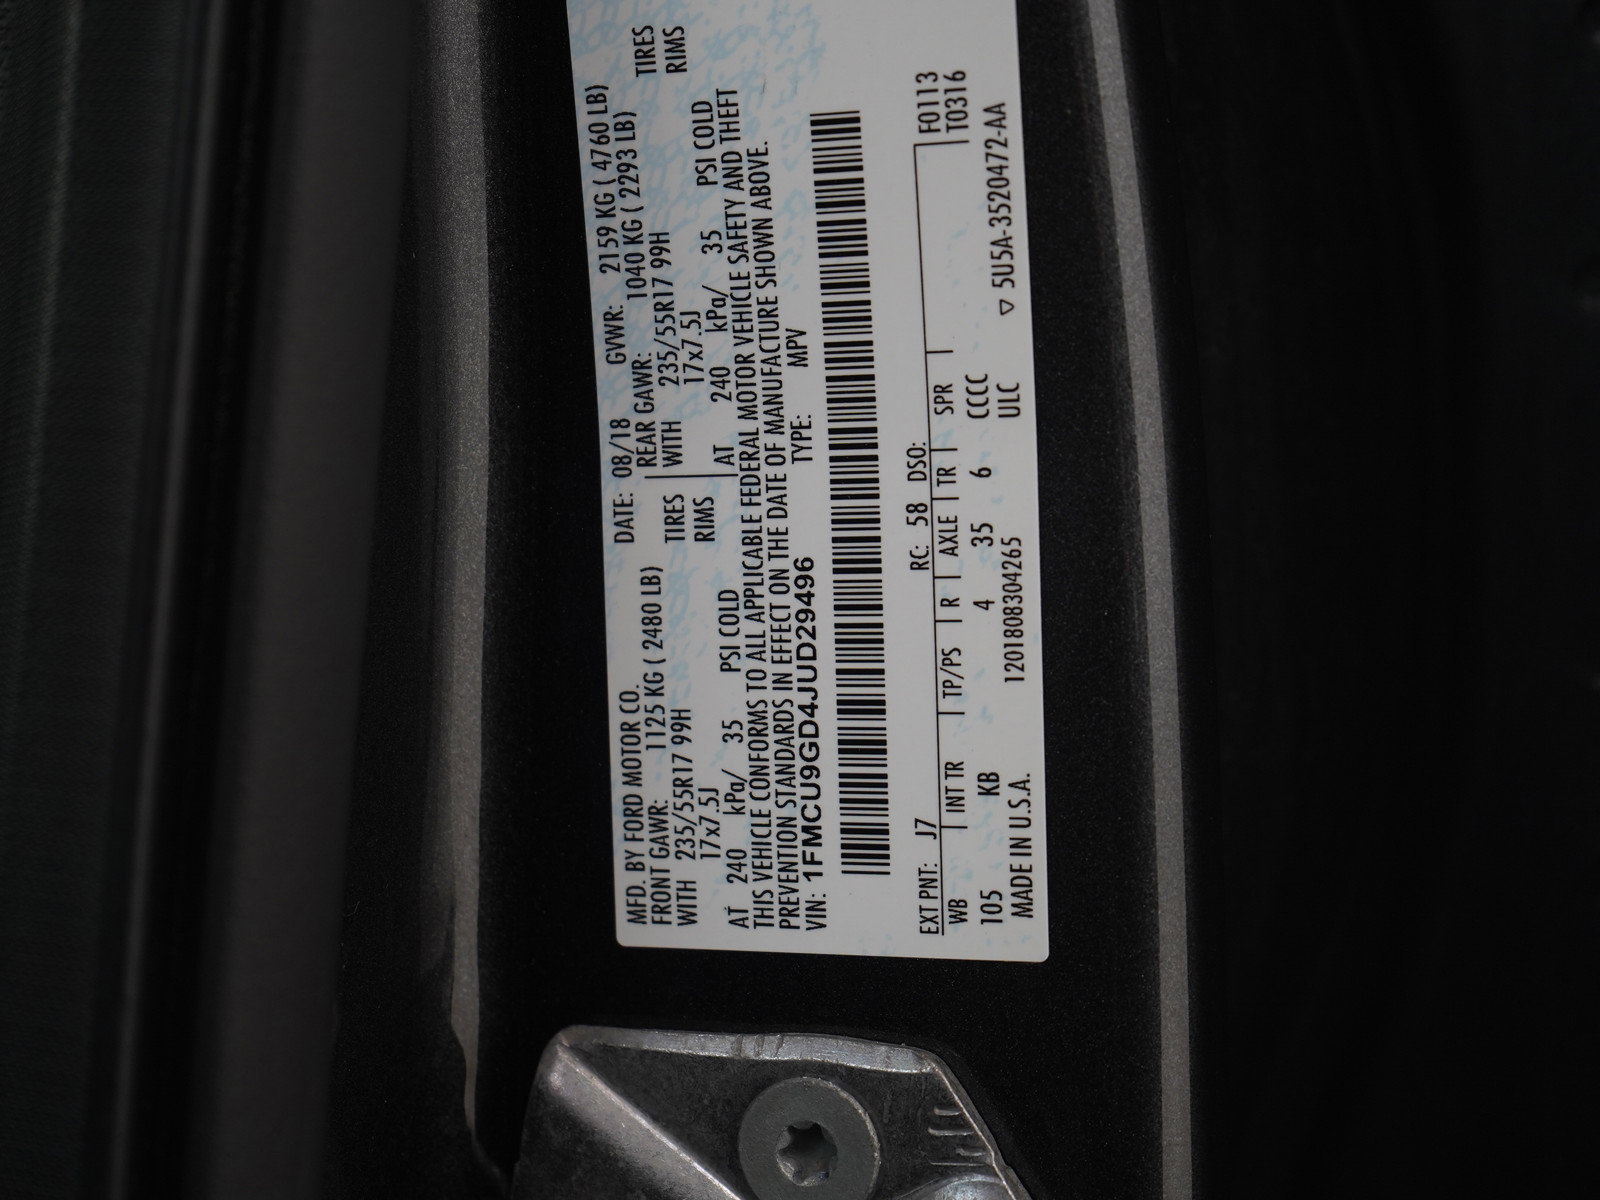 MFD. BY FORD MOTOR CO.
DATE: 08/18 GVWR: 2159 KG ( 4760 LB)
FRONT GAWR: 1125 KG ( 2480 LB) REAR GAWR: 1040 KG ( 2293 LB)
WITH 235/55R17 99H TIRES WITH 235/55R17 99H TIRES
17x7.5J RIMS 17x7.5J RIMS
AT 240 kPa/ 35 PSI COLD AT 240 kPa/ 35 PSI COLD
THIS VEHICLE CONFORMS TO ALL APPLICABLE FEDERAL MOTOR VEHICLE SAFETY AND THEFT
PREVENTION STANDARDS IN EFFECT ON THE DATE OF MANUFACTURE SHOWN ABOVE.
VIN: 1FMCU9GD4JUD29496 TYPE: MPV
EXT PNT: J7 RC: 58 DSO: F0113
WB INT TR TP/PS R AXLE TR SPR T0316
105 KB 4 35 6 CCCC
MADE IN U.S.A. 1201808304265 ULC ▽ 5U5A-3520472-AA